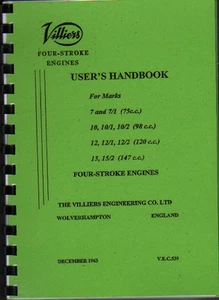 Villiers
FOUR-STROKE
ENGINES
USER'S HANDBOOK
For Marks
7 and 7/1 (75c.c.)
10, 10/1, 10/2 (98 c.c.)
12, 12/1, 12/2 (120 c.c.)
15, 15/2 (147 c.c.)
FOUR-STROKE ENGINES
THE VILLIERS ENGINEERING CO. LTD
WOLVERHAMPTON ENGLAND
DECEMBER 1963 V.E.C.535